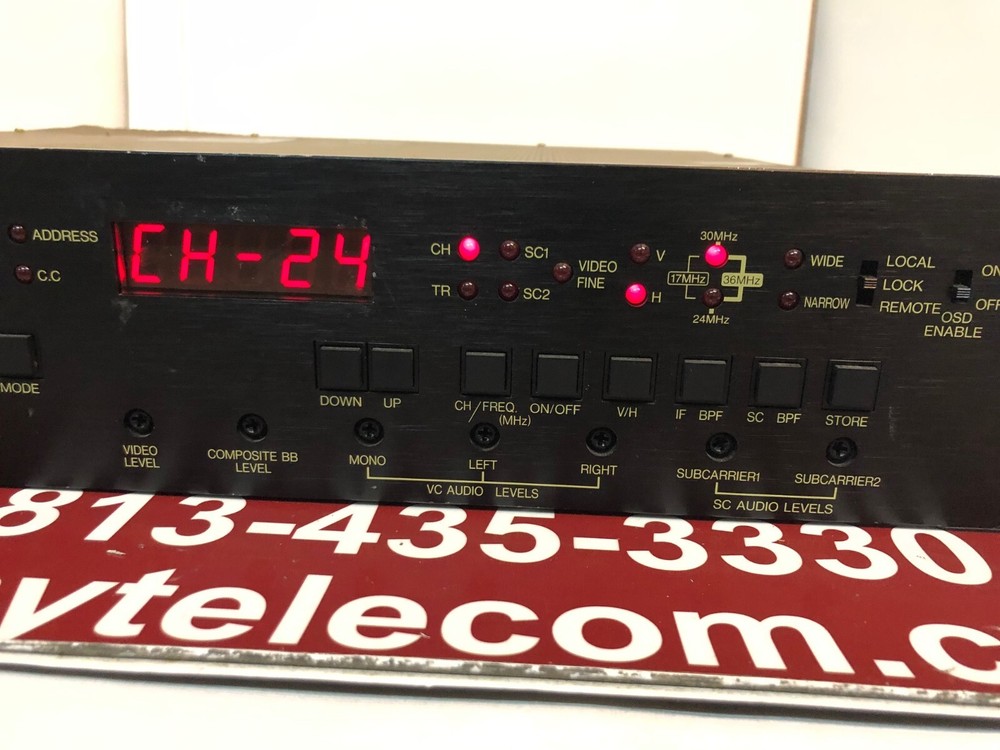 ADDRESS
C.C
CH-24
CH
SC1
TR
SC2
VIDEO
FINE
V
H
30MHz
17MHz
36MHz
24MHz
WIDE
NARROW
LOCAL
LOCK
REMOTE
OSD
ENABLE
MODE
DOWN
UP
CH/FREQ.
(MHz)
ON/OFF
V/H
IF BPF
SC BPF
STORE
VIDEO
LEVEL
COMPOSITE BB
LEVEL
MONO
LEFT
RIGHT
VC AUDIO LEVELS
SUBCARRIER1
SUBCARRIER2
SC AUDIO LEVELS
813-435-3330
vtelecom.c